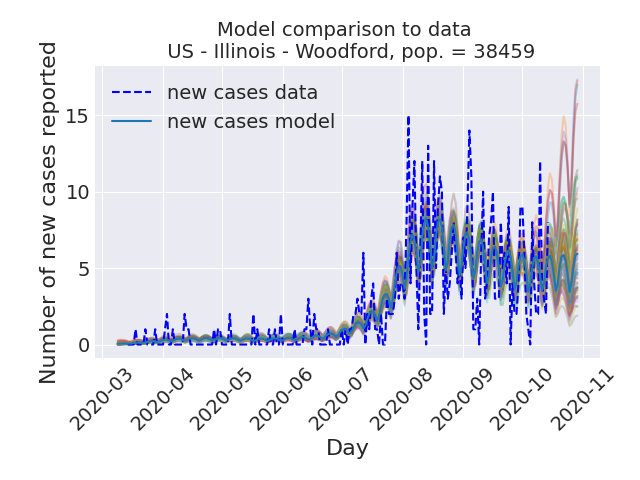 Model comparison to data
US - Illinois - Woodford, pop. = 38459
new cases data
new cases model
Number of new cases reported
15
10
5
0
2020-03
2020-04
2020-05
2020-06
2020-07
2020-08
2020-09
2020-10
2020-11
Day